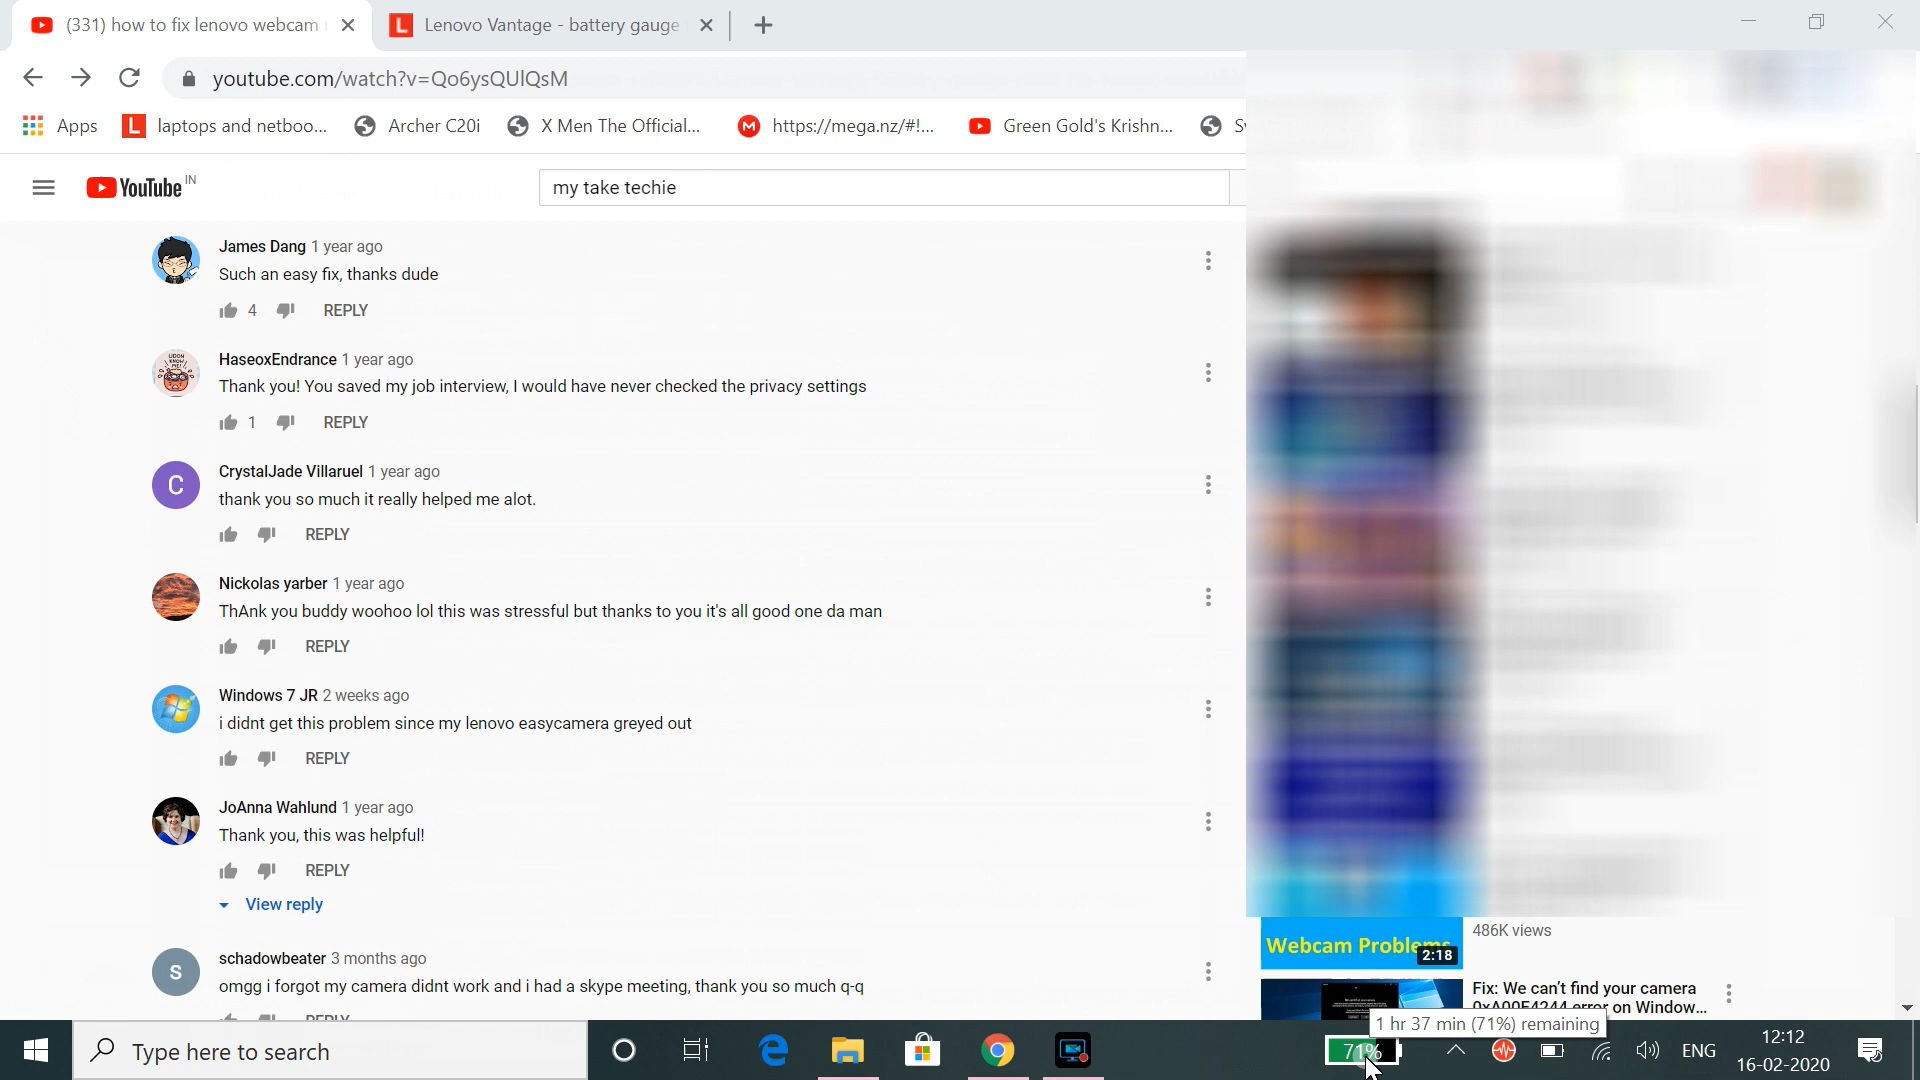 (331) how to fix lenovo webcam
Lenovo Vantage - battery gauge
youtube.com/watch?v=Qo6ysQUlQsM
Apps
laptops and netboo...
Archer C20i
X Men The Official...
https://mega.nz/#!...
Green Gold's Krishn...
YouTube IN
my take techie
James Dang 1 year ago
Such an easy fix, thanks dude
4 REPLY
HaseoxEndrance 1 year ago
Thank you! You saved my job interview, I would have never checked the privacy settings
1 REPLY
C
CrystalJade Villaruel 1 year ago
thank you so much it really helped me alot.
REPLY
Nickolas yarber 1 year ago
ThAnk you buddy woohoo lol this was stressful but thanks to you it's all good one da man
REPLY
Windows 7 JR 2 weeks ago
i didnt get this problem since my lenovo easycamera greyed out
REPLY
JoAnna Wahlund 1 year ago
Thank you, this was helpful!
REPLY
View reply
S
schadowbeater 3 months ago
omgg i forgot my camera didnt work and i had a skype meeting, thank you so much q-q
REPLY
486K views
Webcam Problems
2:18
Fix: We can't find your camera
0xA00F4244 error on Window...
1 hr 37 min (71%) remaining
Type here to search
71%
ENG
12:12
16-02-2020